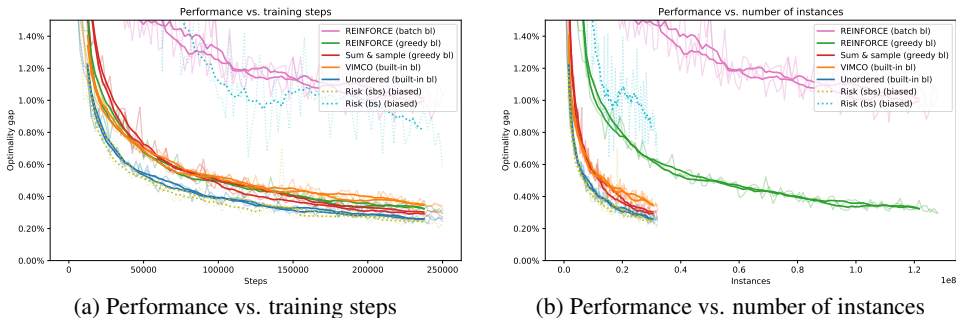 Performance vs. training steps
1.40%
1.20%
1.00%
0.80%
0.60%
0.40%
0.20%
0.00%
Optimality gap
REINFORCE (batch bl)
REINFORCE (greedy bl)
Sum & sample (greedy bl)
VIMCO (built-in bl)
Unordered (built-in bl)
Risk (sbs) (biased)
Risk (bs) (biased)
0
50000
100000
150000
200000
250000
Steps
(a) Performance vs. training steps
Performance vs. number of instances
1.40%
1.20%
1.00%
0.80%
0.60%
0.40%
0.20%
0.00%
Optimality gap
REINFORCE (batch bl)
REINFORCE (greedy bl)
Sum & sample (greedy bl)
VIMCO (built-in bl)
Unordered (built-in bl)
Risk (sbs) (biased)
Risk (bs) (biased)
0.0
0.2
0.4
0.6
0.8
1.0
1.2
1e8
Instances
(b) Performance vs. number of instances